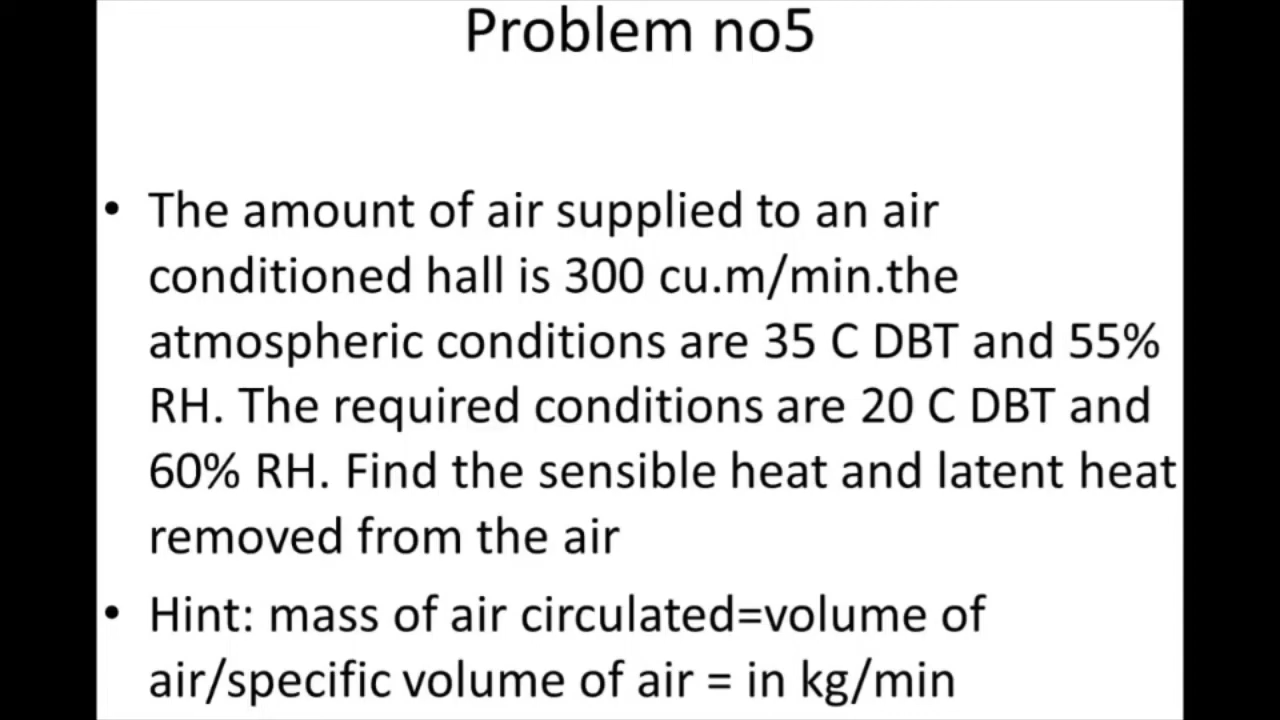 Problem no5
• The amount of air supplied to an air
conditioned hall is 300 cu.m/min.the
atmospheric conditions are 35 C DBT and 55%
RH. The required conditions are 20 C DBT and
60% RH. Find the sensible heat and latent heat
removed from the air
• Hint: mass of air circulated=volume of
air/specific volume of air = in kg/min